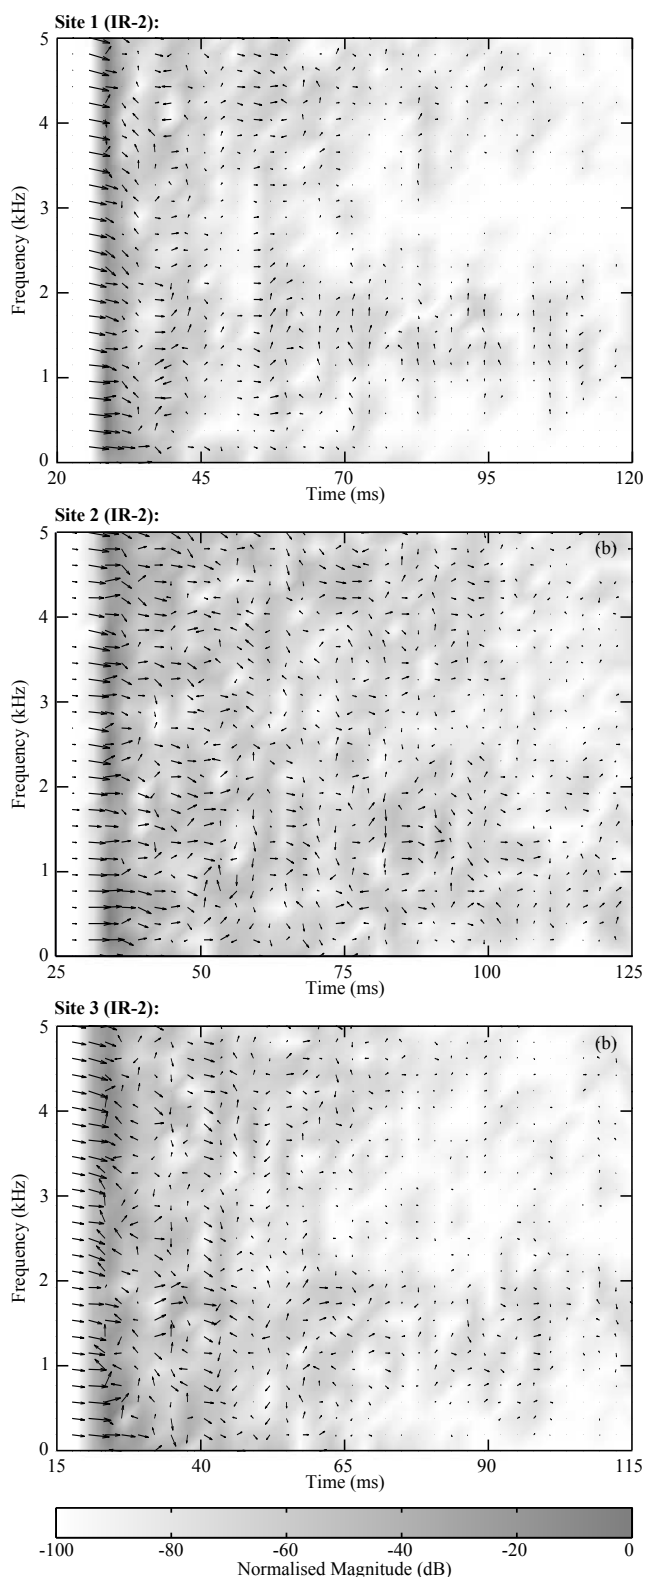 Site 1 (IR-2):
5
4
3
2
1
0
Frequency (kHz)
20 45 70 95 120
Time (ms)
Site 2 (IR-2):
(b)
5
4
3
2
1
0
Frequency (kHz)
25 50 75 100 125
Time (ms)
Site 3 (IR-2):
(b)
5
4
3
2
1
0
Frequency (kHz)
15 40 65 90 115
Time (ms)
-100 -80 -60 -40 -20 0
Normalised Magnitude (dB)